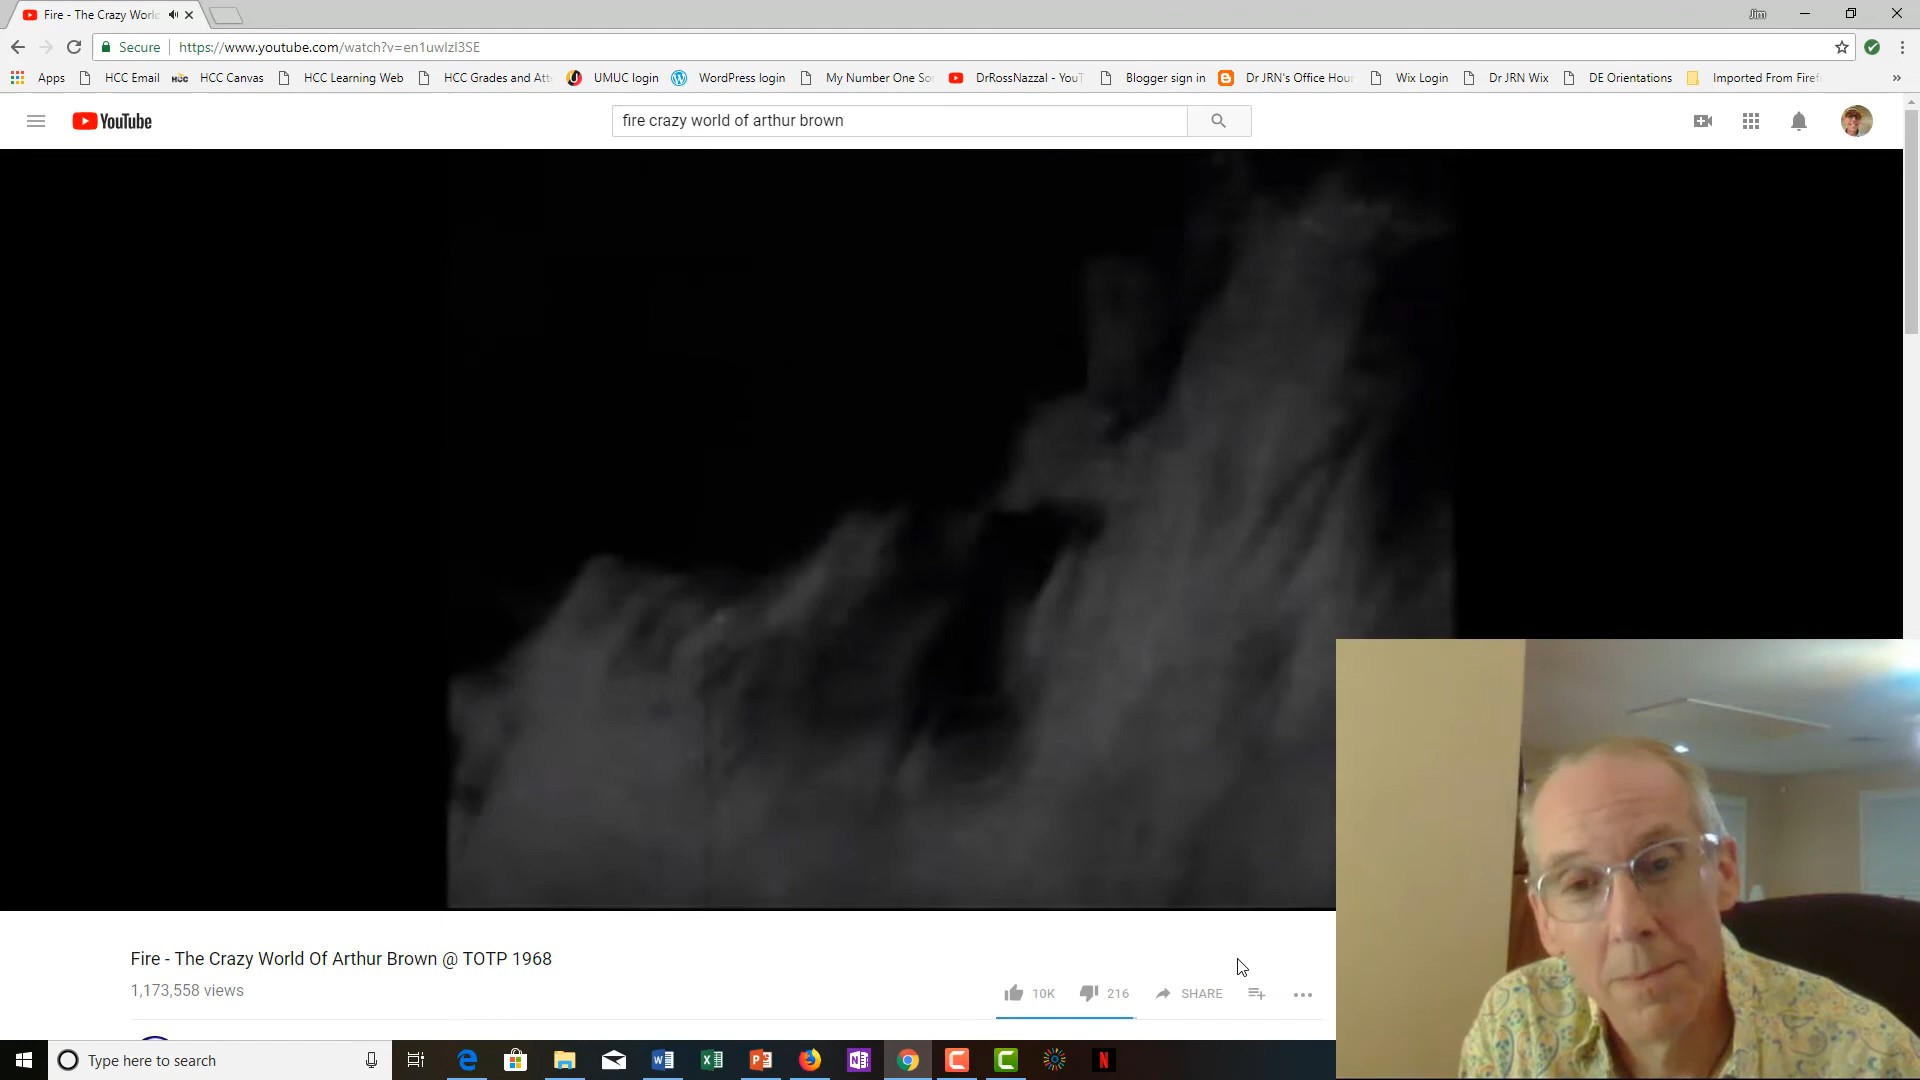 Fire - The Crazy World
Jim
Secure https://www.youtube.com/watch?v=en1uwIzI3SE
Apps HCC Email HCC Canvas HCC Learning Web HCC Grades and Att UMUC login WordPress login My Number One So DrRossNazzal - YouT Blogger sign in Dr JRN's Office Hour Wix Login Dr JRN Wix DE Orientations Imported From Firef
YouTube
fire crazy world of arthur brown
Fire - The Crazy World Of Arthur Brown @ TOTP 1968
1,173,558 views
10K 216 SHARE
Type here to search